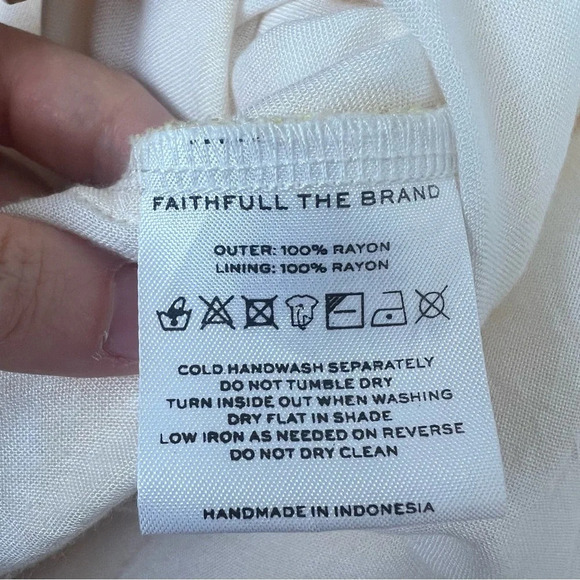 FAITHFULL THE BRAND
OUTER: 100% RAYON
LINING: 100% RAYON
COLD HANDWASH SEPARATELY
DO NOT TUMBLE DRY
TURN INSIDE OUT WHEN WASHING
DRY FLAT IN SHADE
LOW IRON AS NEEDED ON REVERSE
DO NOT DRY CLEAN
HANDMADE IN INDONESIA